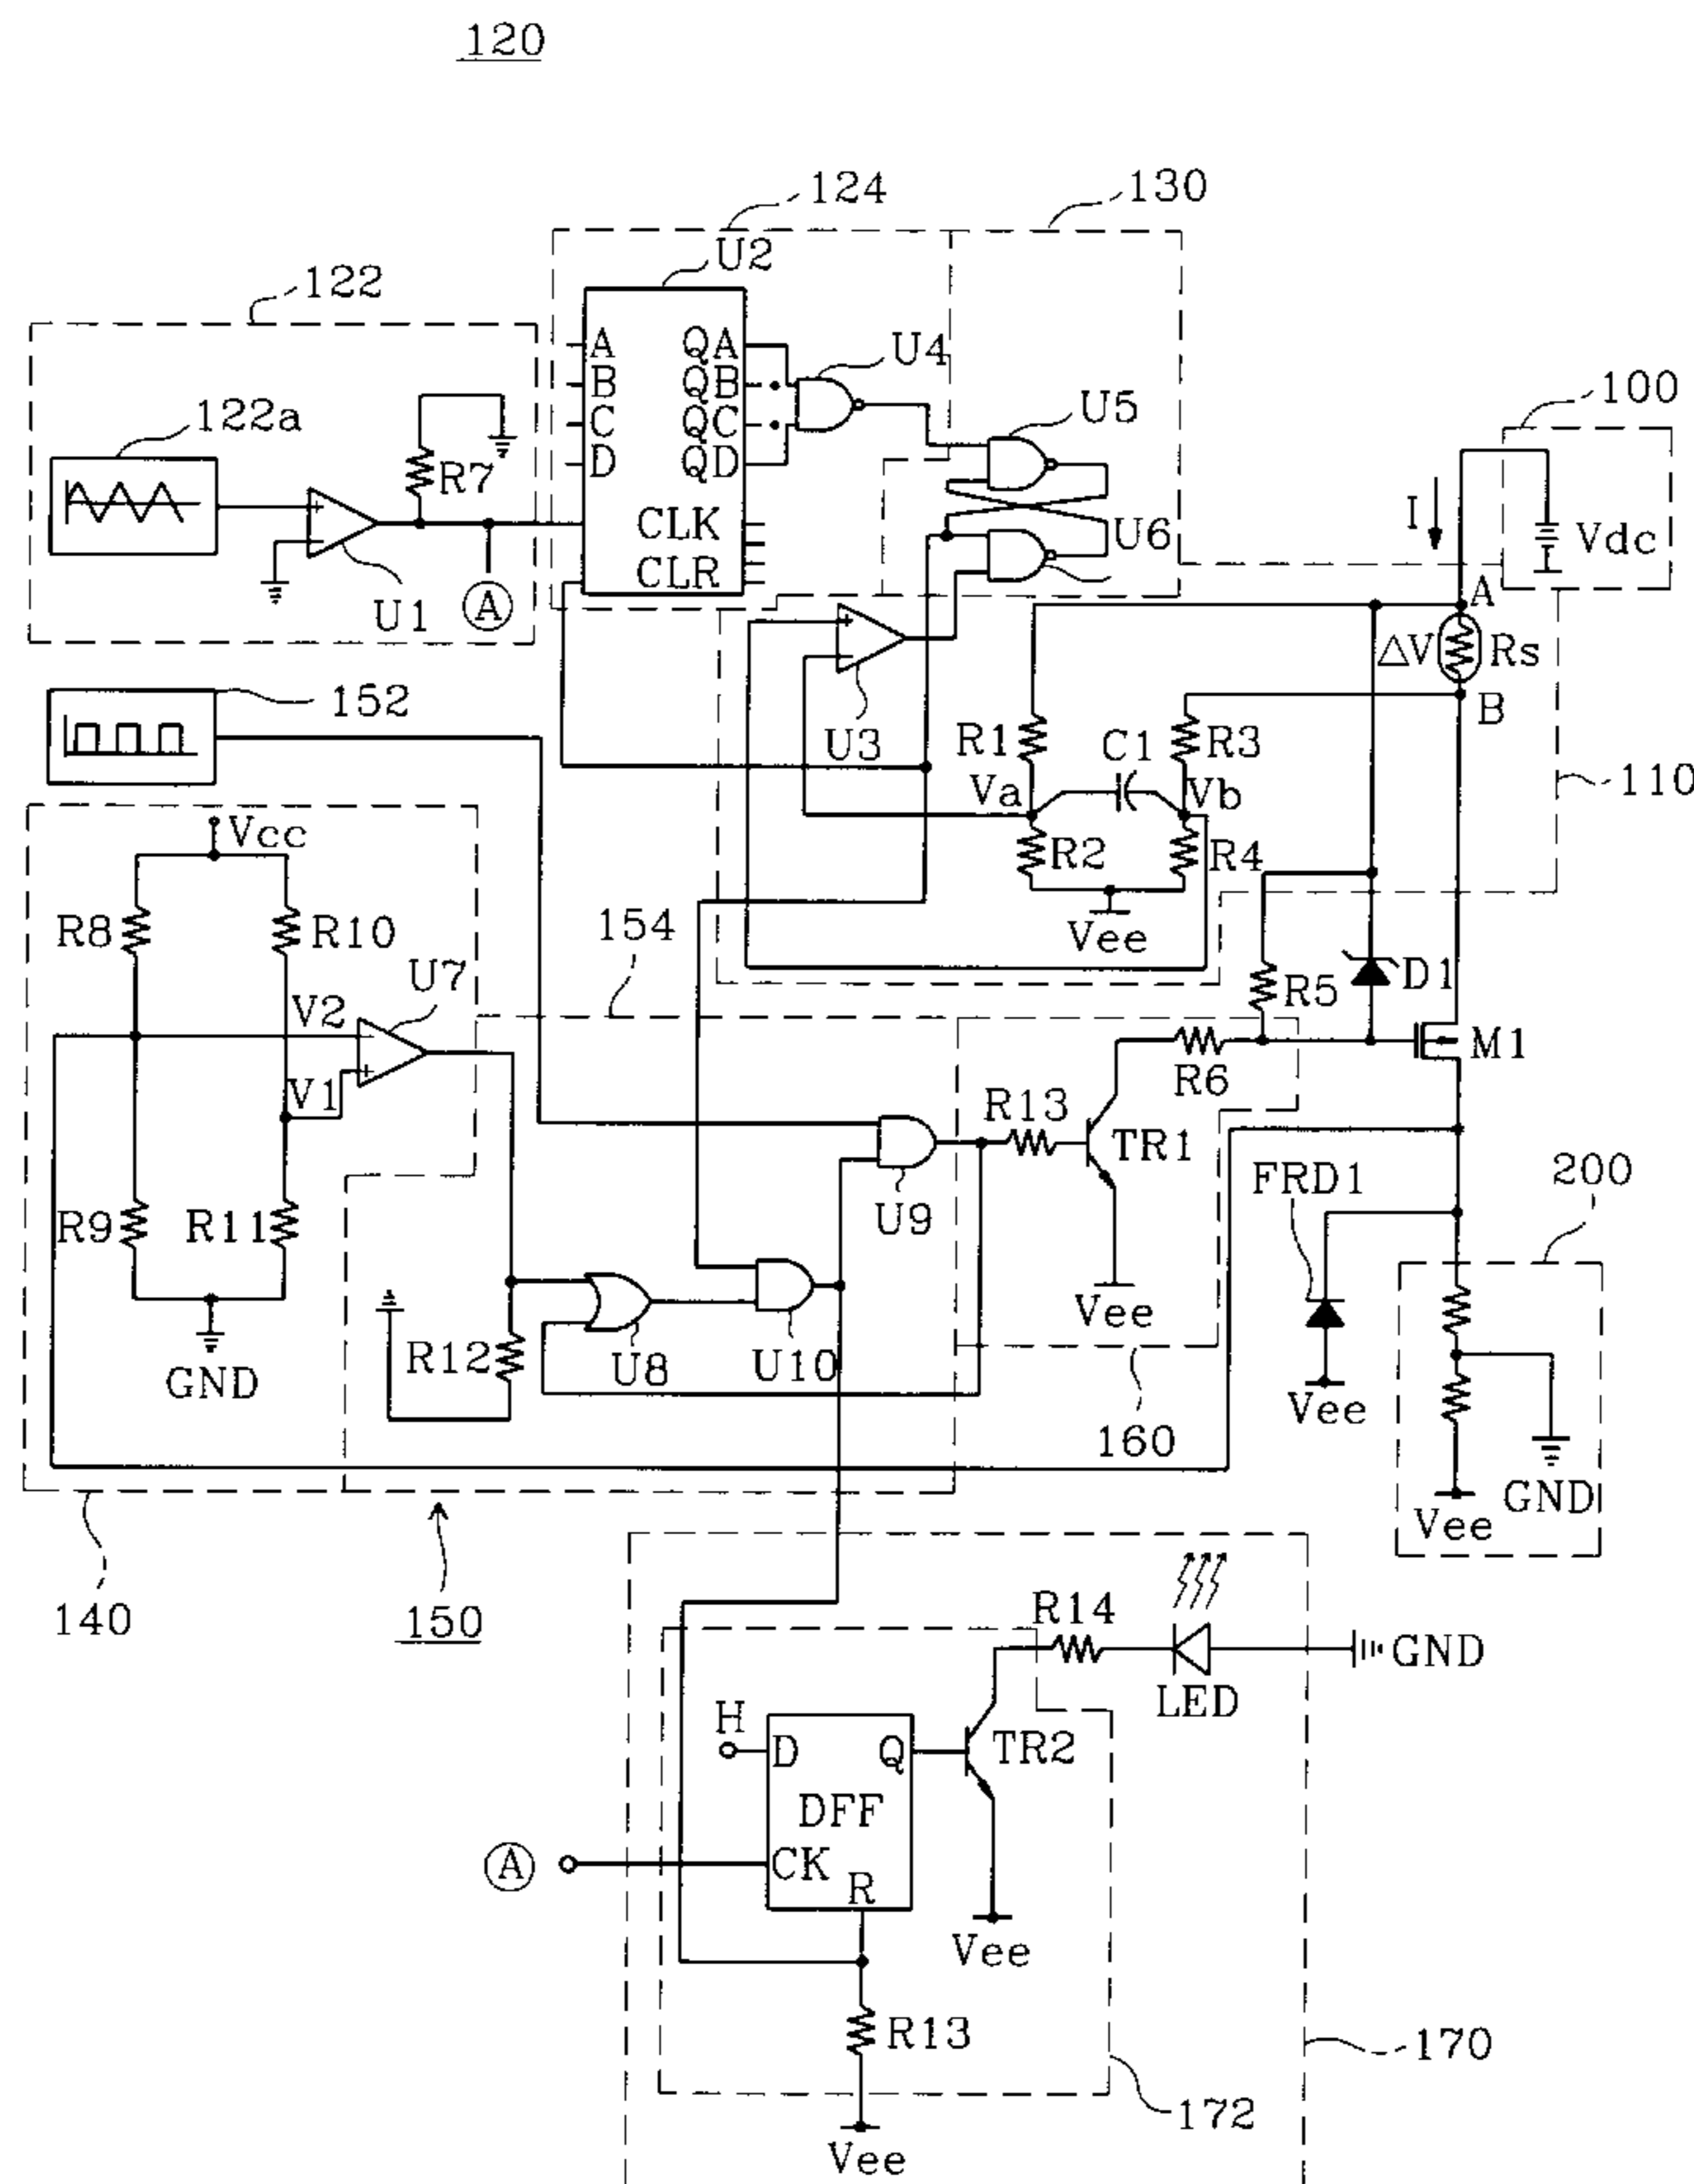 120
124
130
122
U2
122a
A
B
C
D
QA
QB
QC
QD
CLK
CLR
U4
U5
U6
R7
U1
A
100
I
Vdc
A
ΔV
Rs
B
152
U3
R1
C1
R3
Va
Vb
R2
R4
Vee
110
Vcc
R8
R10
154
U7
V2
V1
R5
D1
M1
R6
R13
TR1
U9
FRD1
200
R9
R11
GND
R12
U8
U10
Vee
160
Vee
GND
Vee
140
150
R14
GND
LED
H
D
Q
DFF
CK
R
TR2
A
Vee
R13
170
172
Vee